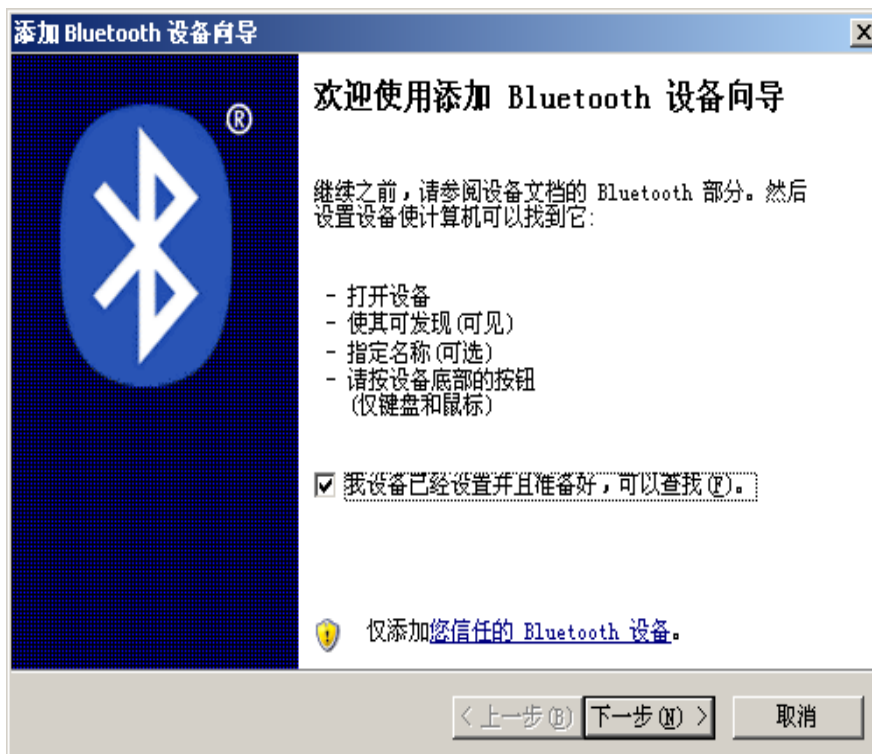 添加 Bluetooth 设备向导
®
欢迎使用添加 Bluetooth 设备向导
继续之前，请参阅设备文档的 Bluetooth 部分。然后
设置设备使计算机可以找到它:
- 打开设备
- 使其可发现(可见)
- 指定名称(可选)
- 请按设备底部的按钮
(仅键盘和鼠标)
我设备已经设置并且准备好，可以查找(F)。
仅添加您信任的 Bluetooth 设备。
< 上一步(B) 下一步(N) > 取消